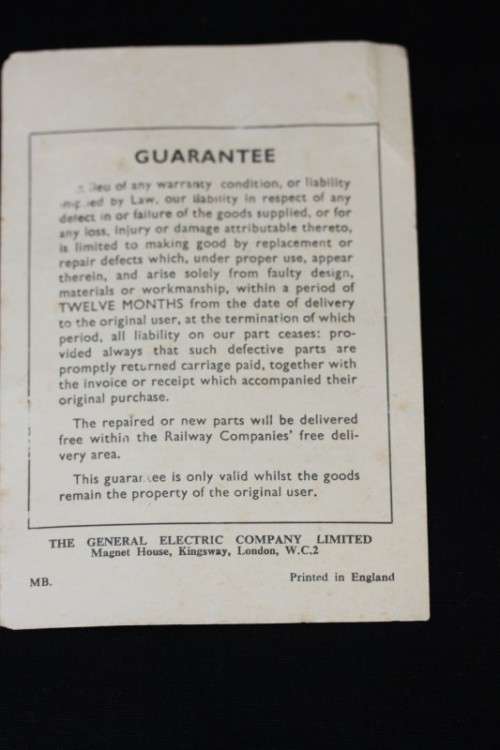 GUARANTEE
lieu of any warranty condition, or liability
implied by Law, our liability in respect of any
defect in or failure of the goods supplied, or for
any loss, injury or damage attributable thereto,
is limited to making good by replacement or
repair defects which, under proper use, appear
therein, and arise solely from faulty design,
materials or workmanship, within a period of
TWELVE MONTHS from the date of delivery
to the original user, at the termination of which
period, all liability on our part ceases: pro-
vided always that such defective parts are
promptly returned carriage paid, together with
the invoice or receipt which accompanied their
original purchase.
The repaired or new parts will be delivered
free within the Railway Companies' free deli-
very area.
This guarantee is only valid whilst the goods
remain the property of the original user.
THE GENERAL ELECTRIC COMPANY LIMITED
Magnet House, Kingsway, London, W.C.2
MB.
Printed in England